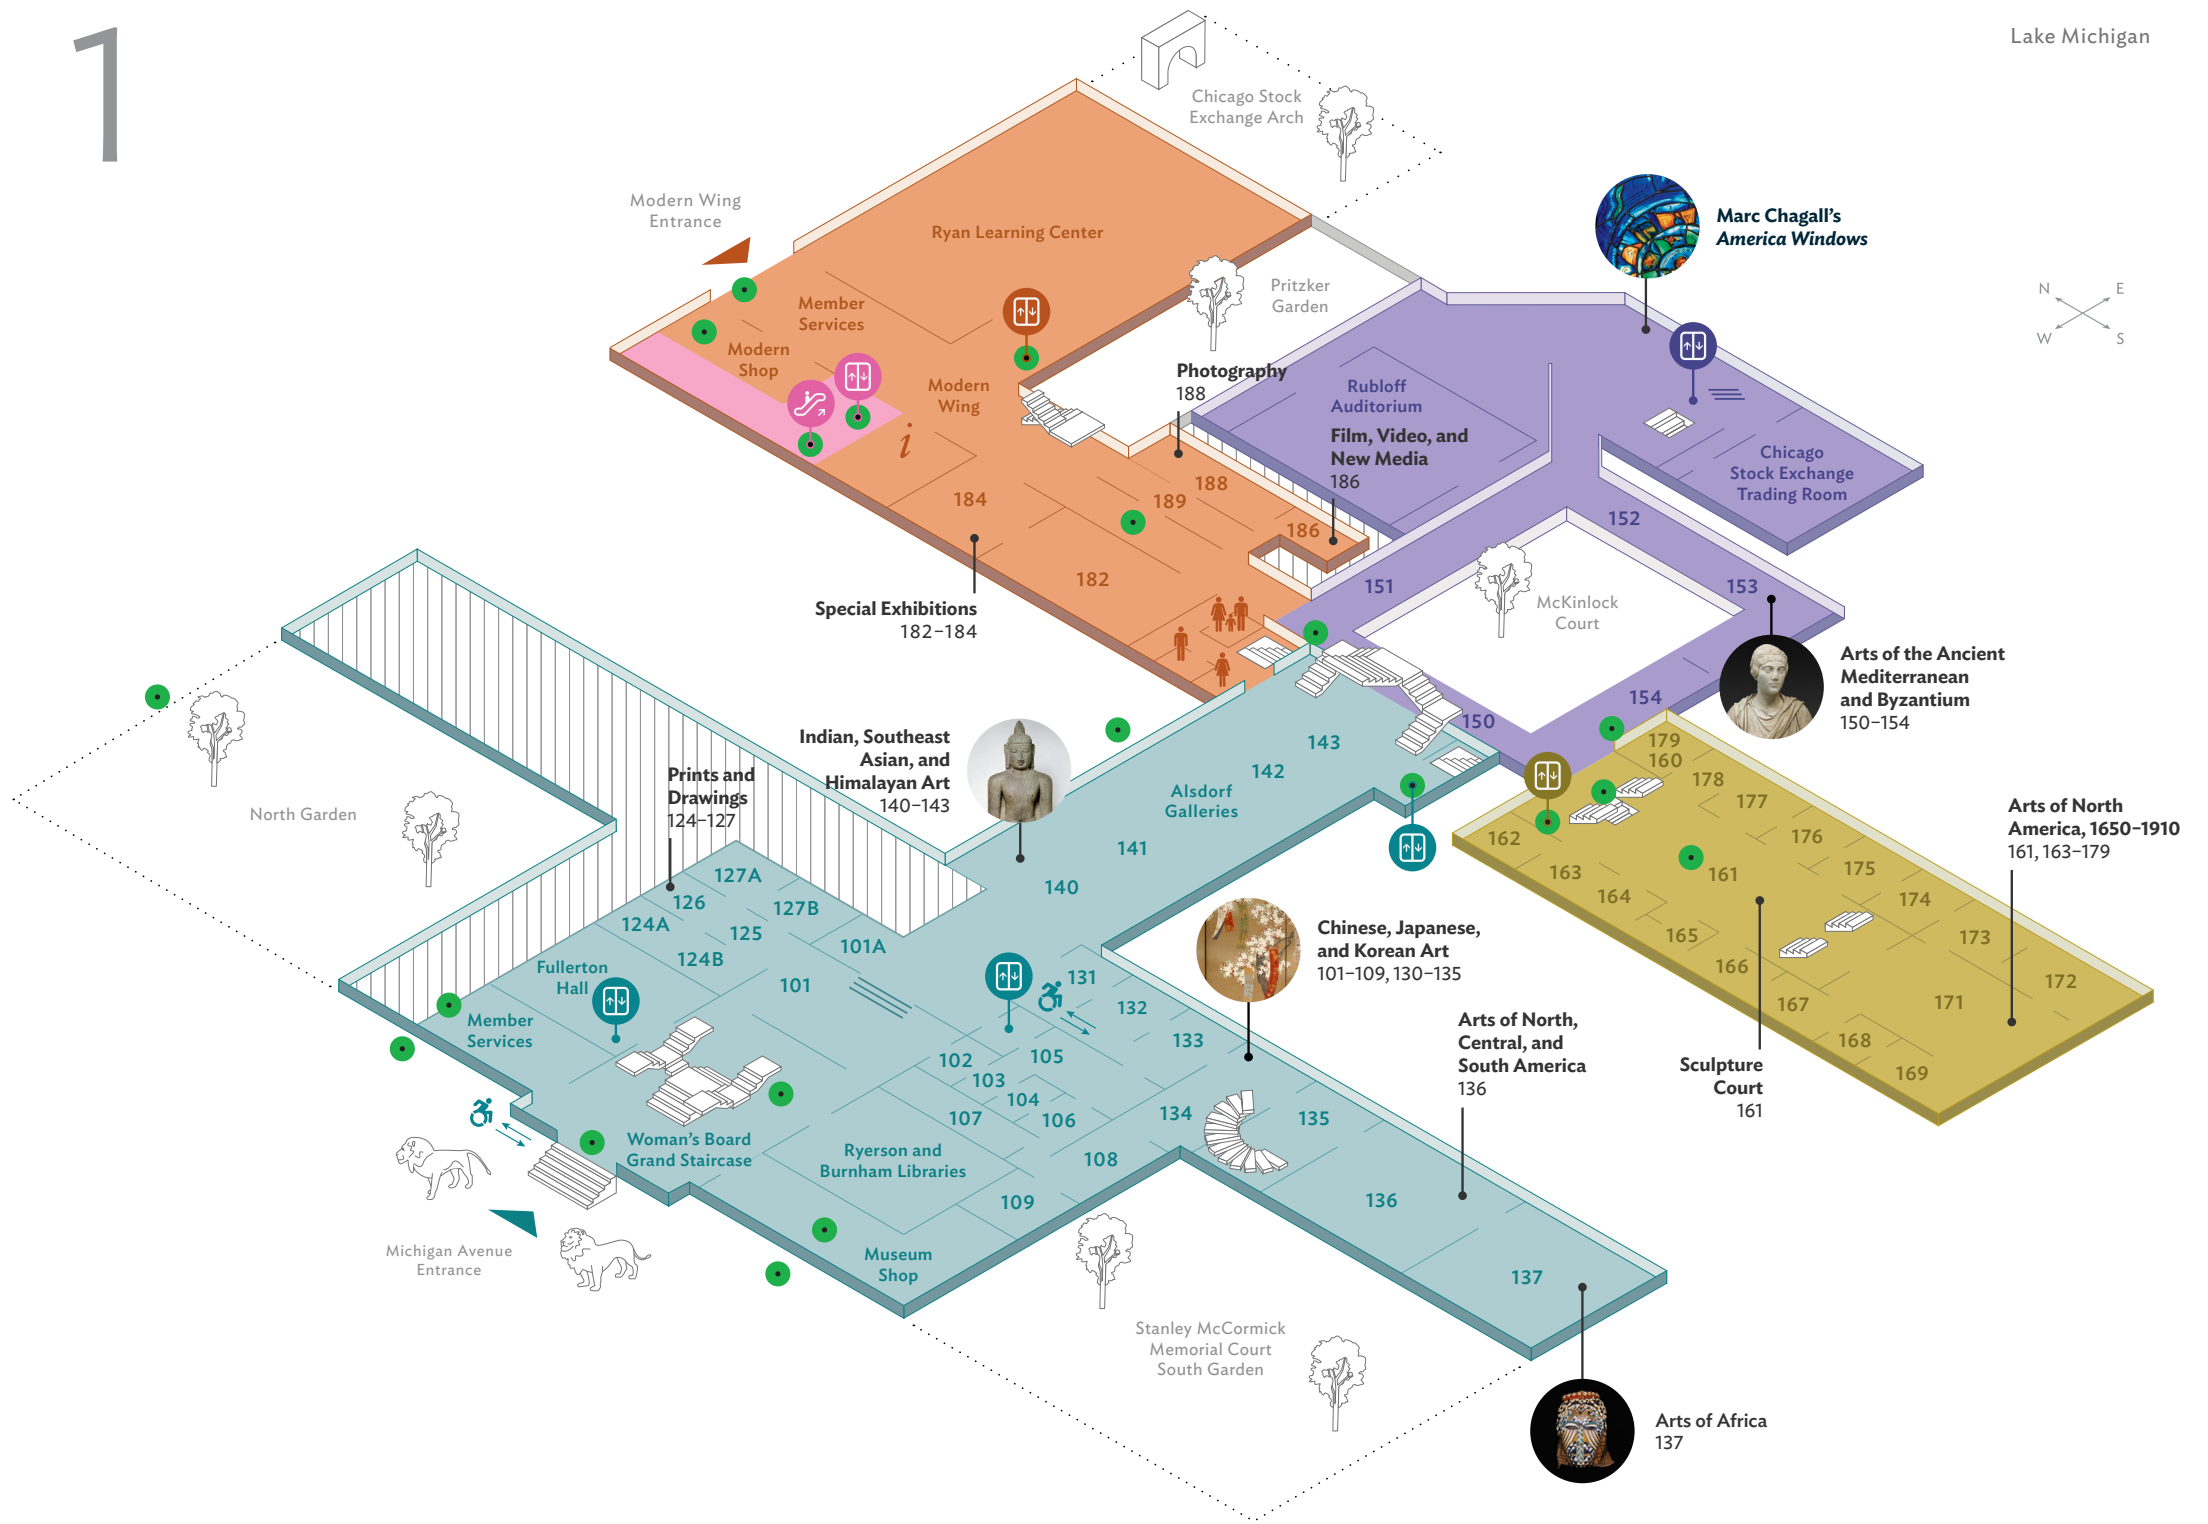 1
Lake Michigan
Chicago Stock
Exchange Arch
Modern Wing
Entrance
Ryan Learning Center
Marc Chagall's
America Windows
N
E
W
S
Pritzker
Garden
Member
Services
Modern
Shop
Modern
Wing
i
Photography
188
Rubloff
Auditorium
Film, Video, and
New Media
186
Chicago
Stock Exchange
Trading Room
184
188
189
186
182
152
151
153
McKinlock
Court
Special Exhibitions
182–184
Arts of the Ancient
Mediterranean
and Byzantium
150–154
154
150
143
142
Alsdorf
Galleries
141
140
Indian, Southeast
Asian, and
Himalayan Art
140–143
Prints and
Drawings
124–127
North Garden
179
160
178
177
176
175
174
173
172
171
162
163
164
161
165
166
167
168
169
Arts of North
America, 1650–1910
161, 163–179
Sculpture
Court
161
127A
126
127B
124A
125
101A
124B
101
Fullerton
Hall
Member
Services
131
132
133
Chinese, Japanese,
and Korean Art
101–109, 130–135
Arts of North,
Central, and
South America
136
102
105
103
104
107
106
134
135
108
109
136
137
Woman's Board
Grand Staircase
Ryerson and
Burnham Libraries
Museum
Shop
Michigan Avenue
Entrance
Stanley McCormick
Memorial Court
South Garden
Arts of Africa
137